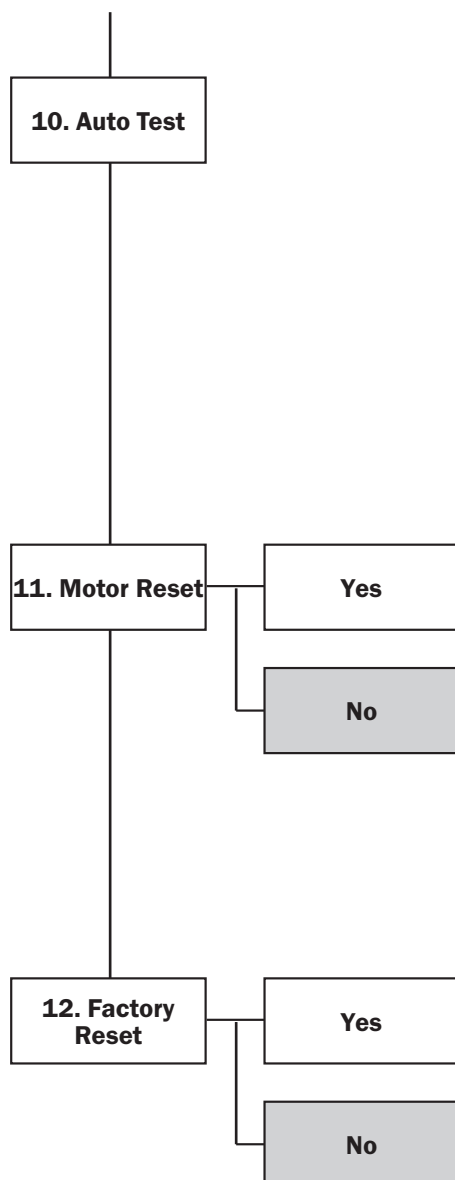 10. Auto Test
11. Motor Reset
Yes
No
12. Factory
Reset
Yes
No